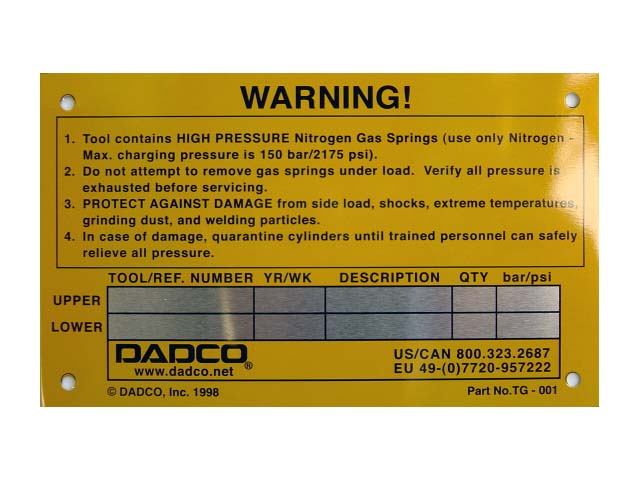 WARNING!
1. Tool contains HIGH PRESSURE Nitrogen Gas Springs (use only Nitrogen -
Max. charging pressure is 150 bar/2175 psi).
2. Do not attempt to remove gas springs under load. Verify all pressure is
exhausted before servicing.
3. PROTECT AGAINST DAMAGE from side load, shocks, extreme temperatures,
grinding dust, and welding particles.
4. In case of damage, quarantine cylinders until trained personnel can safely
relieve all pressure.
TOOL/REF. NUMBER YR/WK DESCRIPTION QTY bar/psi
UPPER
LOWER
DADCO®
www.dadco.net
US/CAN 800.323.2687
EU 49-(0)7720-957222
© DADCO, Inc. 1998
Part No.TG - 001